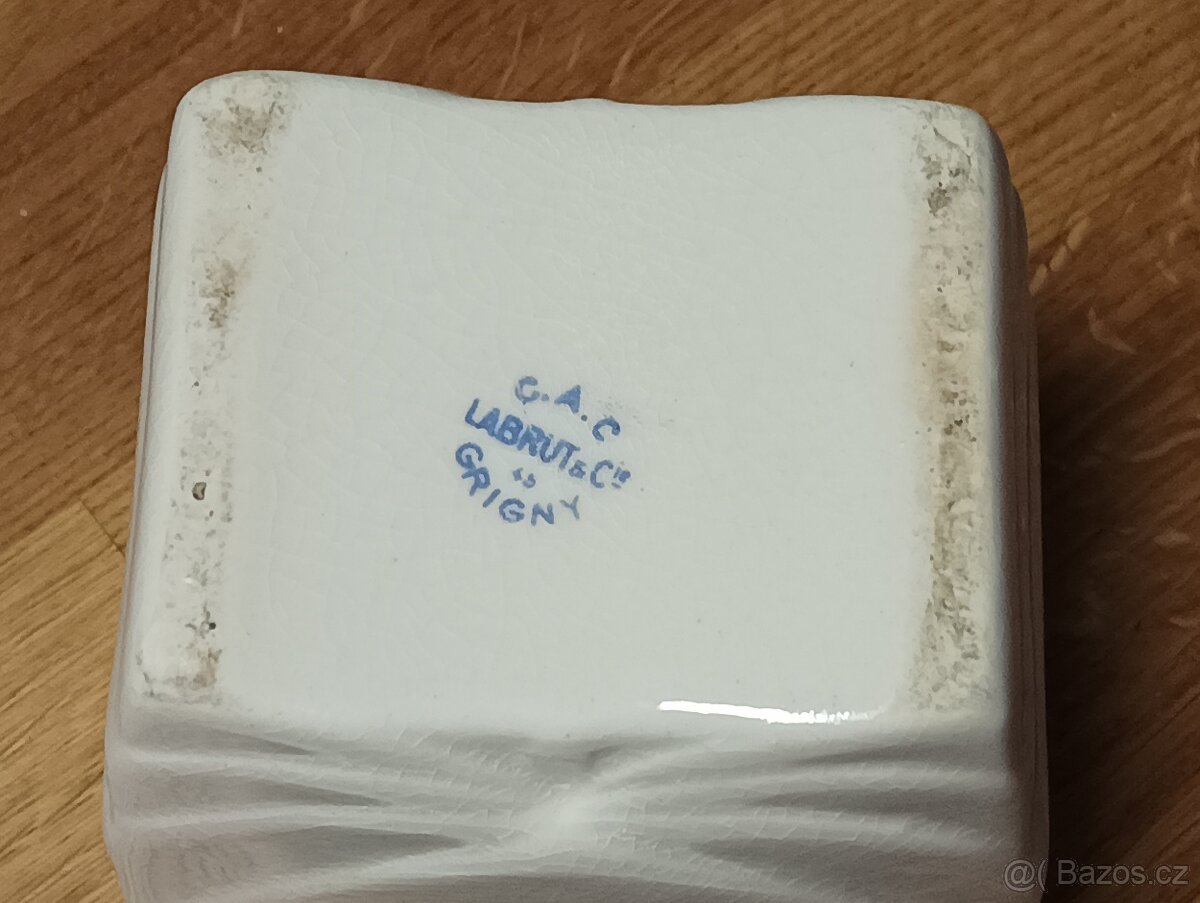 C.A.C
LABRUT & Cie
GRIGNY
@( Bazos.cz